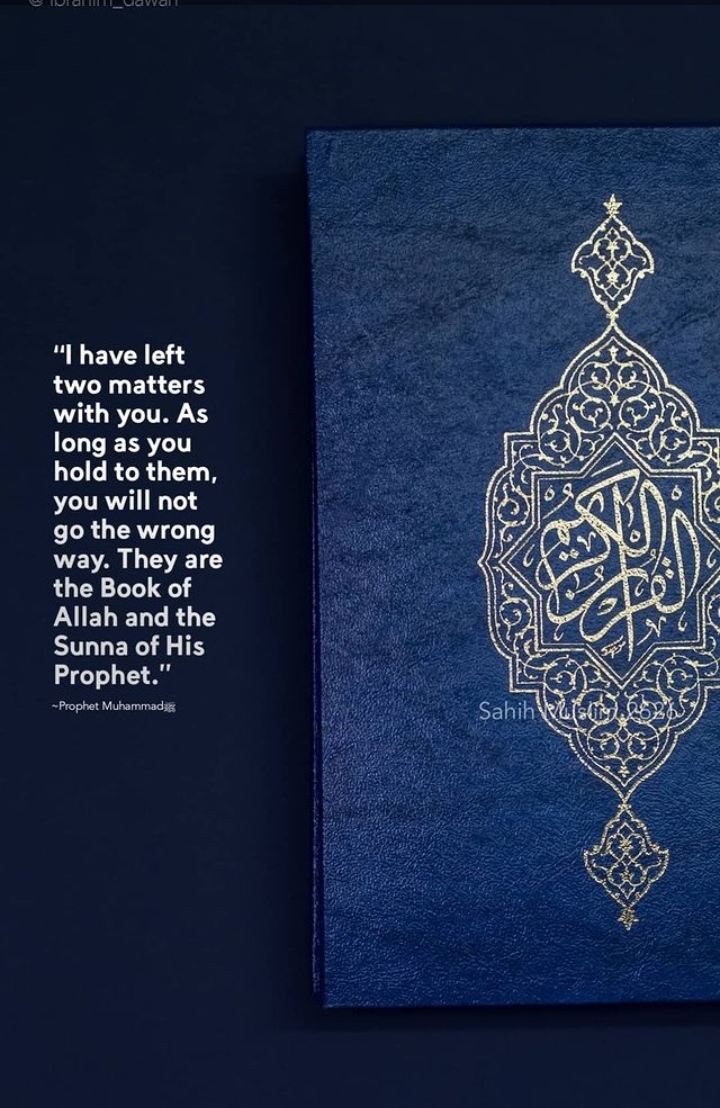 “I have left
two matters
with you. As
long as you
hold to them,
you will not
go the wrong
way. They are
the Book of
Allah and the
Sunna of His
Prophet.”
~Prophet Muhammadﷺ
القرآن الكريم
Sahih Muslim